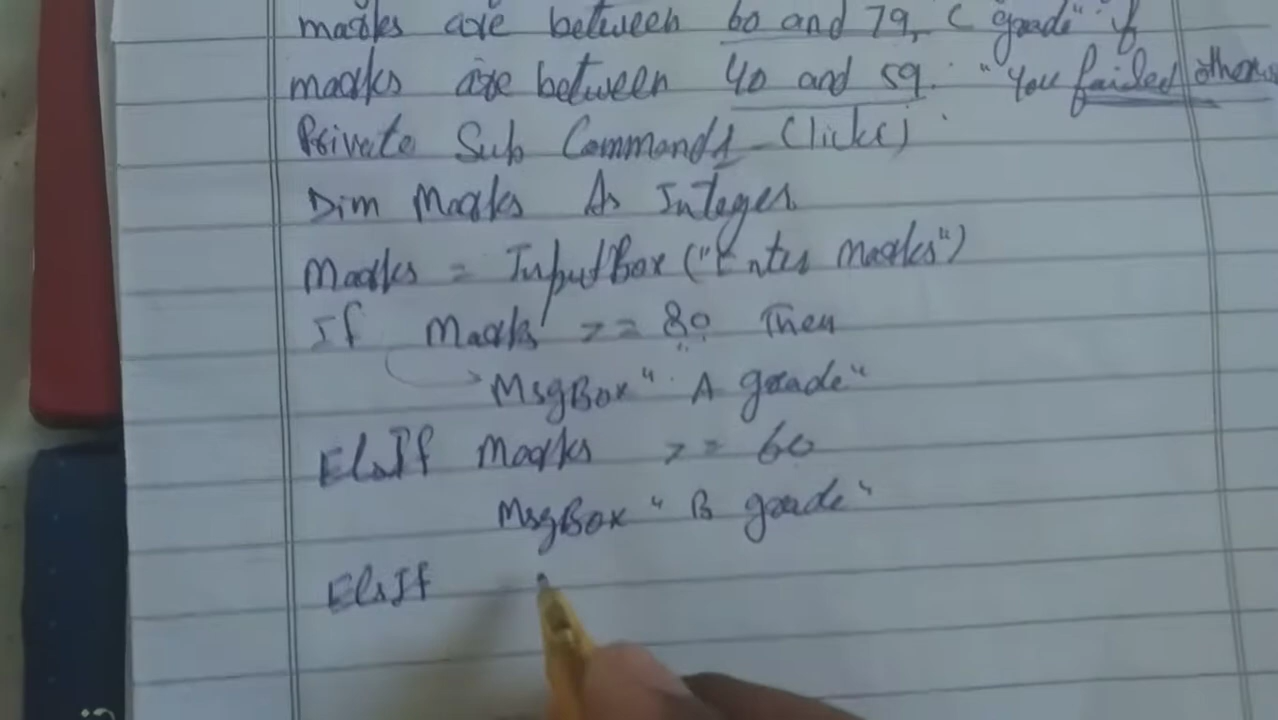 marks are between 60 and 79, C grade" if
marks are between 40 and 59. "You failed otherw
Private Sub Command1_Click()
Dim Marks As Integer
Marks = InputBox("Enter marks")
If Marks >= 80 Then
MsgBox "A grade"
ElsIf Marks >= 60
MsgBox "B grade"
ElsIf